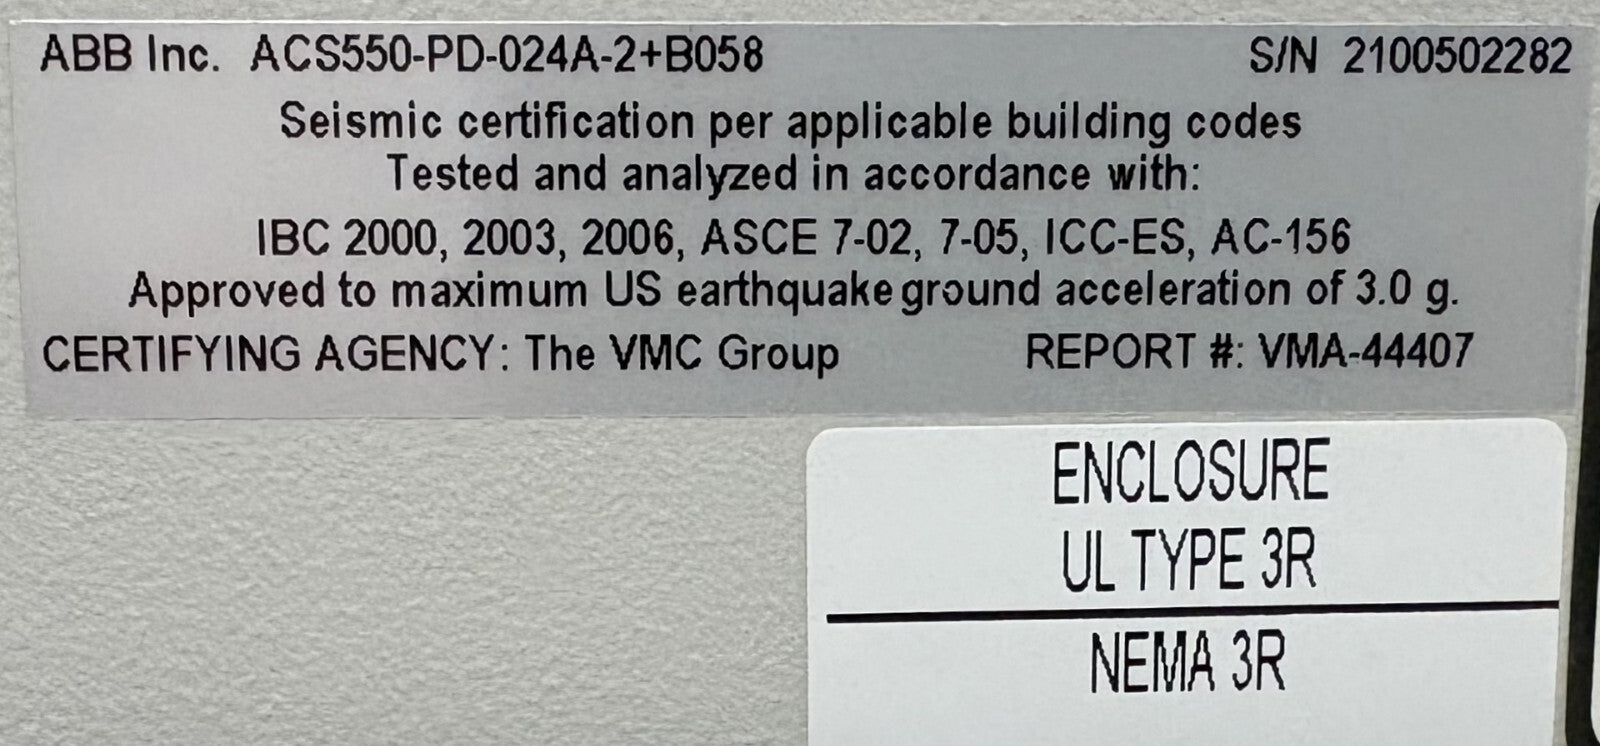 ABB Inc. ACS550-PD-024A-2+B058 S/N 2100502282
Seismic certification per applicable building codes
Tested and analyzed in accordance with:
IBC 2000, 2003, 2006, ASCE 7-02, 7-05, ICC-ES, AC-156
Approved to maximum US earthquake ground acceleration of 3.0 g.
CERTIFYING AGENCY: The VMC Group REPORT #: VMA-44407
ENCLOSURE
UL TYPE 3R
NEMA 3R